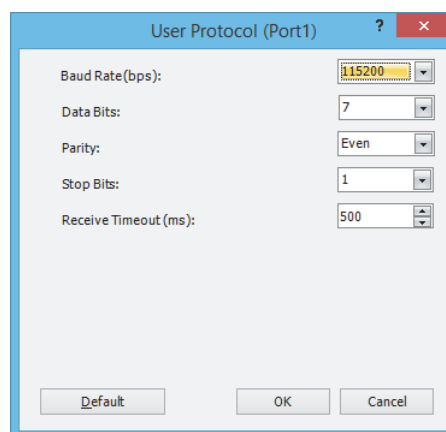 User Protocol (Port1) ? ×
Baud Rate(bps): 115200
Data Bits: 7
Parity: Even
Stop Bits: 1
Receive Timeout (ms): 500
Default OK Cancel